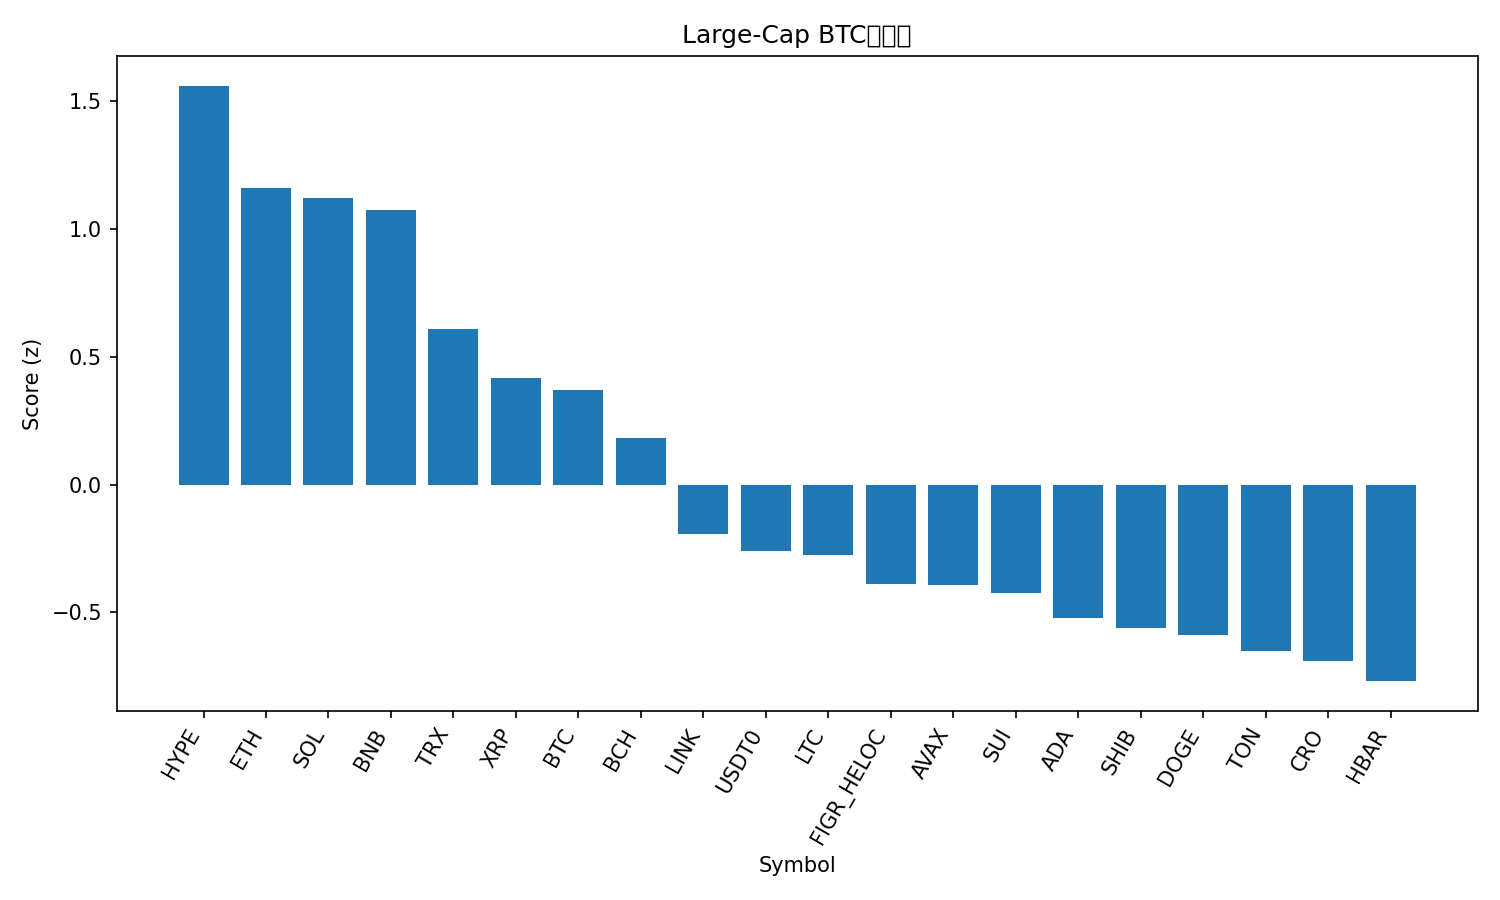 Large-Cap BTC
1.5
1.0
0.5
0.0
−0.5
Score (z)
HYPE
ETH
SOL
BNB
TRX
XRP
BTC
BCH
LINK
USDT0
LTC
FIGR_HELOC
AVAX
SUI
ADA
SHIB
DOGE
TON
CRO
HBAR
Symbol